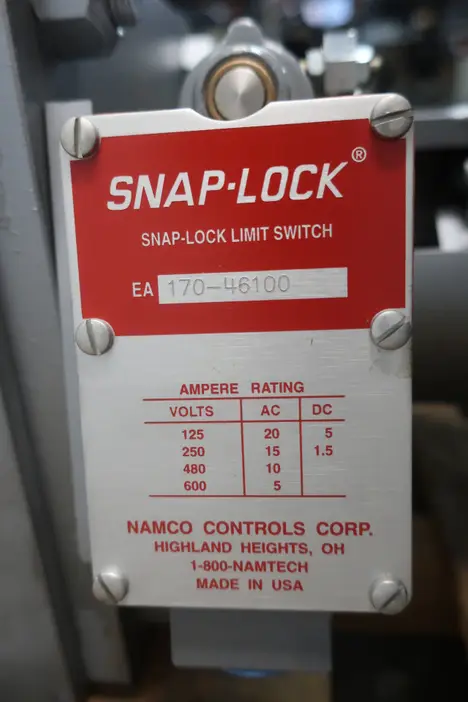 SNAP-LOCK®
SNAP-LOCK LIMIT SWITCH
EA 170-46100
AMPERE RATING
VOLTS AC DC
125 20 5
250 15 1.5
480 10
600 5
NAMCO CONTROLS CORP.
HIGHLAND HEIGHTS, OH
1-800-NAMTECH
MADE IN USA